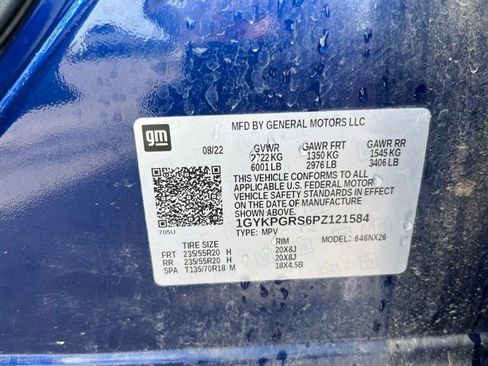 gm
MFD BY GENERAL MOTORS LLC
08/22 GVWR GAWR FRT GAWR RR
2722 KG 1350 KG 1545 KG
6001 LB 2976 LB 3406 LB
THIS VEHICLE CONFORMS TO ALL
APPLICABLE U.S. FEDERAL MOTOR
VEHICLE SAFETY STANDARDS IN EFFECT
ON THE DATE OF MANUFACTURE
SHOWN ABOVE.
1GYKPGRS6PZ121584
705U TYPE: MPV MODEL: 646NX26
TIRE SIZE RIM
FRT 235/55R20 H 20X8J
RR 235/55R20 H 20X8J
SPA T135/70R18 M 18X4.5B